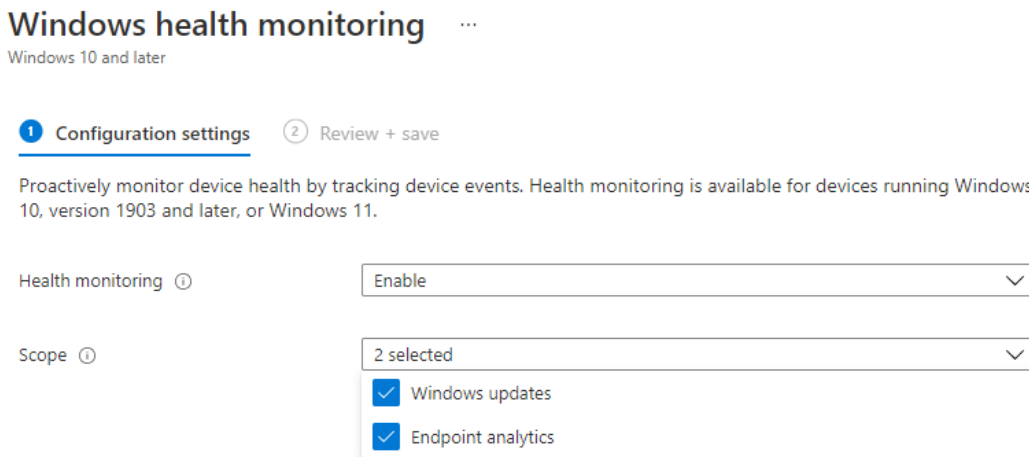 Windows health monitoring ...
Windows 10 and later
1 Configuration settings 2 Review + save
Proactively monitor device health by tracking device events. Health monitoring is available for devices running Windows
10, version 1903 and later, or Windows 11.
Health monitoring Enable
Scope 2 selected
Windows updates
Endpoint analytics